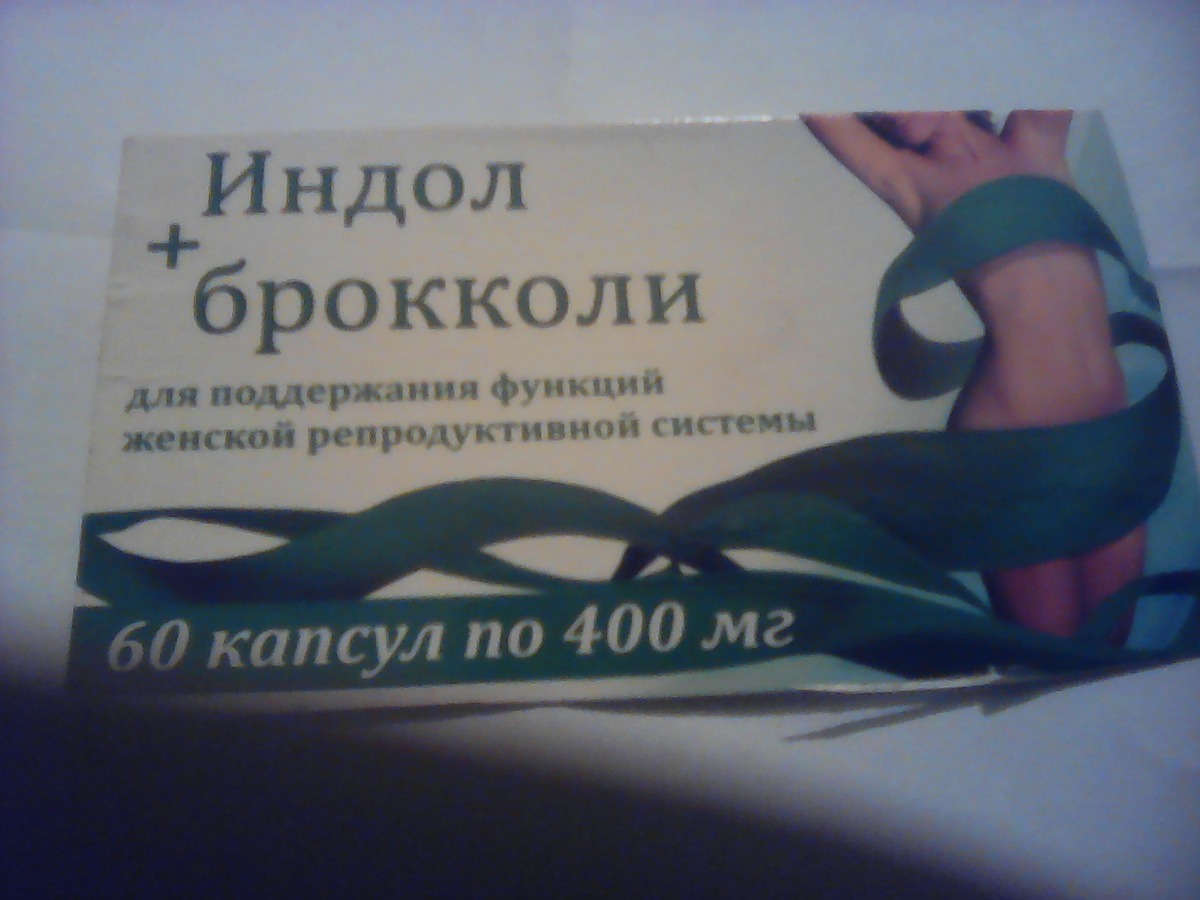 Индол
+
брокколи
для поддержания функций
женской репродуктивной системы
60 капсул по 400 мг